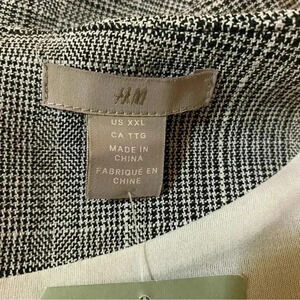 H&M
US XXL
CA TTG
MADE IN
CHINA
FABRIQUÉ EN
CHINE